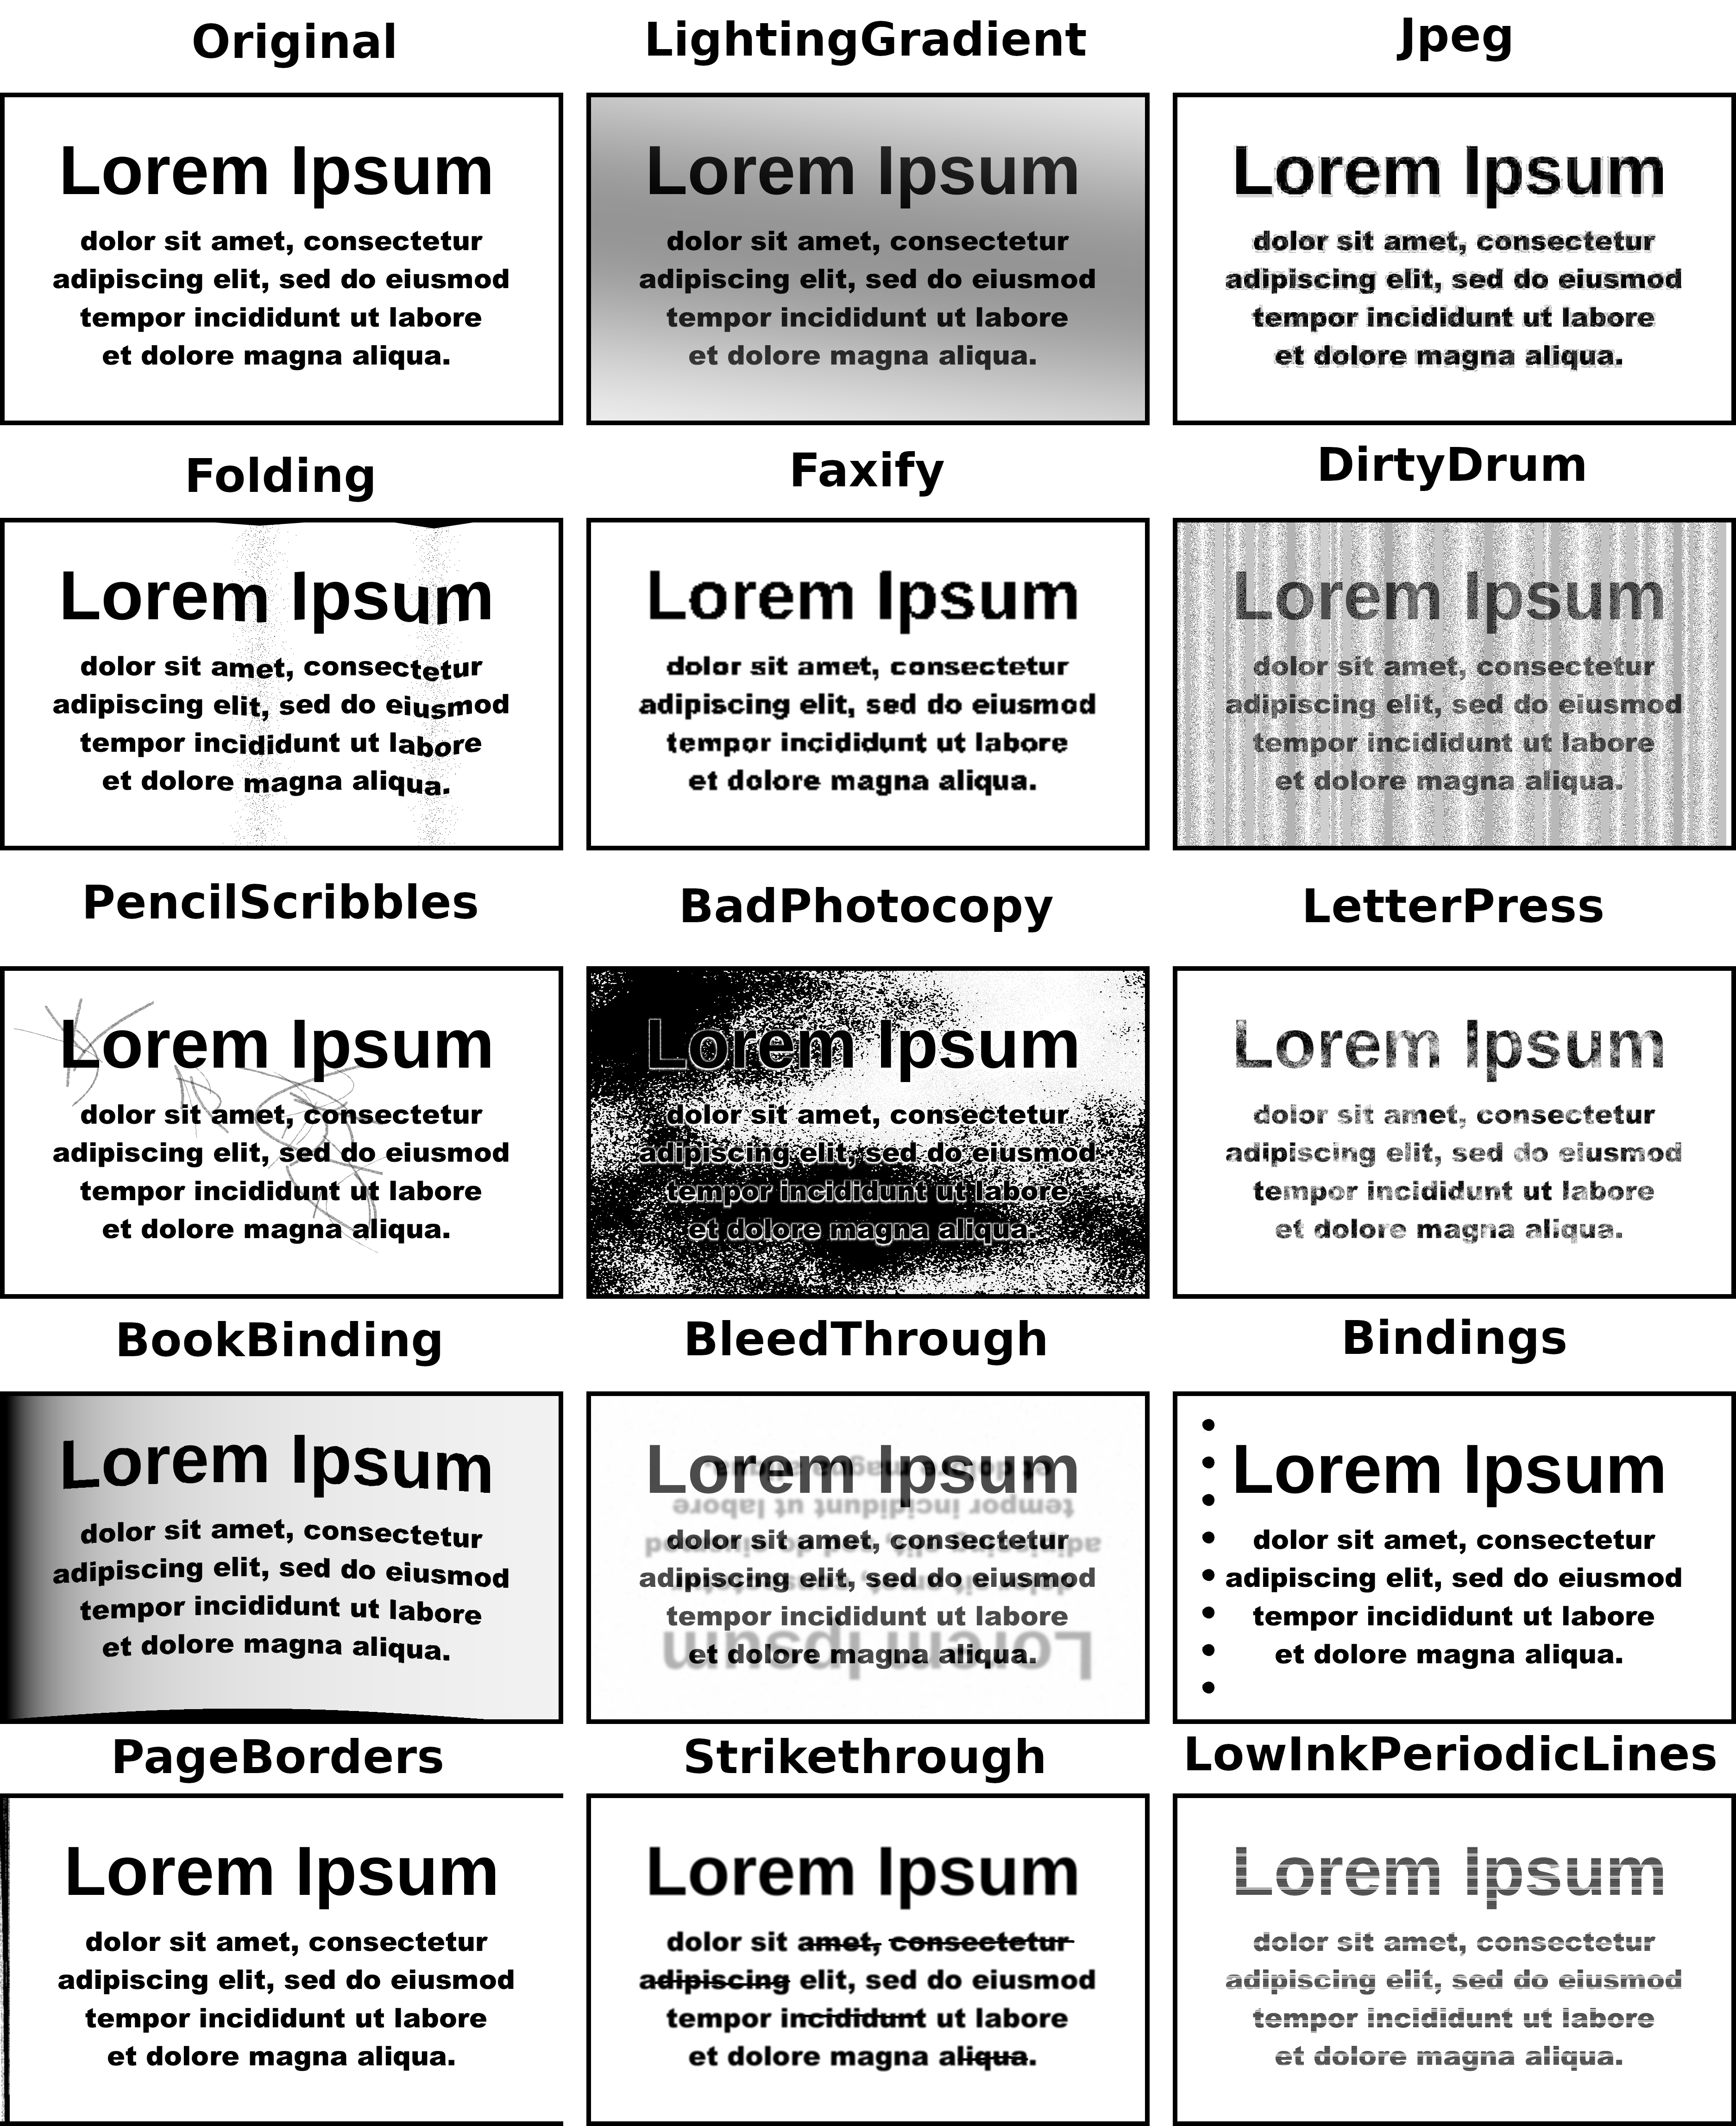 Original
Lorem Ipsum
dolor sit amet, consectetur
adipiscing elit, sed do eiusmod
tempor incididunt ut labore
et dolore magna aliqua.
LightingGradient
Lorem Ipsum
dolor sit amet, consectetur
adipiscing elit, sed do eiusmod
tempor incididunt ut labore
et dolore magna aliqua.
Jpeg
Lorem Ipsum
dolor sit amet, consectetur
adipiscing elit, sed do eiusmod
tempor incididunt ut labore
et dolore magna aliqua.
Folding
Lorem Ipsum
dolor sit amet, consectetur
adipiscing elit, sed do eiusmod
tempor incididunt ut labore
et dolore magna aliqua.
Faxify
Lorem Ipsum
dolor sit amet, consectetur
adipiscing elit, sed do eiusmod
tempor incididunt ut labore
et dolore magna aliqua.
DirtyDrum
Lorem Ipsum
dolor sit amet, consectetur
adipiscing elit, sed do eiusmod
tempor incididunt ut labore
et dolore magna aliqua.
PencilScribbles
Lorem Ipsum
dolor sit amet, consectetur
adipiscing elit, sed do eiusmod
tempor incididunt ut labore
et dolore magna aliqua.
BadPhotocopy
Lorem Ipsum
dolor sit amet, consectetur
adipiscing elit, sed do eiusmod
tempor incididunt ut labore
et dolore magna aliqua.
LetterPress
Lorem Ipsum
dolor sit amet, consectetur
adipiscing elit, sed do eiusmod
tempor incididunt ut labore
et dolore magna aliqua.
BookBinding
Lorem Ipsum
dolor sit amet, consectetur
adipiscing elit, sed do eiusmod
tempor incididunt ut labore
et dolore magna aliqua.
BleedThrough
Lorem Ipsum
dolor sit amet, consectetur
adipiscing elit, sed do eiusmod
tempor incididunt ut labore
et dolore magna aliqua.
Bindings
Lorem Ipsum
dolor sit amet, consectetur
adipiscing elit, sed do eiusmod
tempor incididunt ut labore
et dolore magna aliqua.
PageBorders
Lorem Ipsum
dolor sit amet, consectetur
adipiscing elit, sed do eiusmod
tempor incididunt ut labore
et dolore magna aliqua.
Strikethrough
Lorem Ipsum
dolor sit amet, consectetur
adipiscing elit, sed do eiusmod
tempor incididunt ut labore
et dolore magna aliqua.
LowInkPeriodicLines
Lorem Ipsum
dolor sit amet, consectetur
adipiscing elit, sed do eiusmod
tempor incididunt ut labore
et dolore magna aliqua.